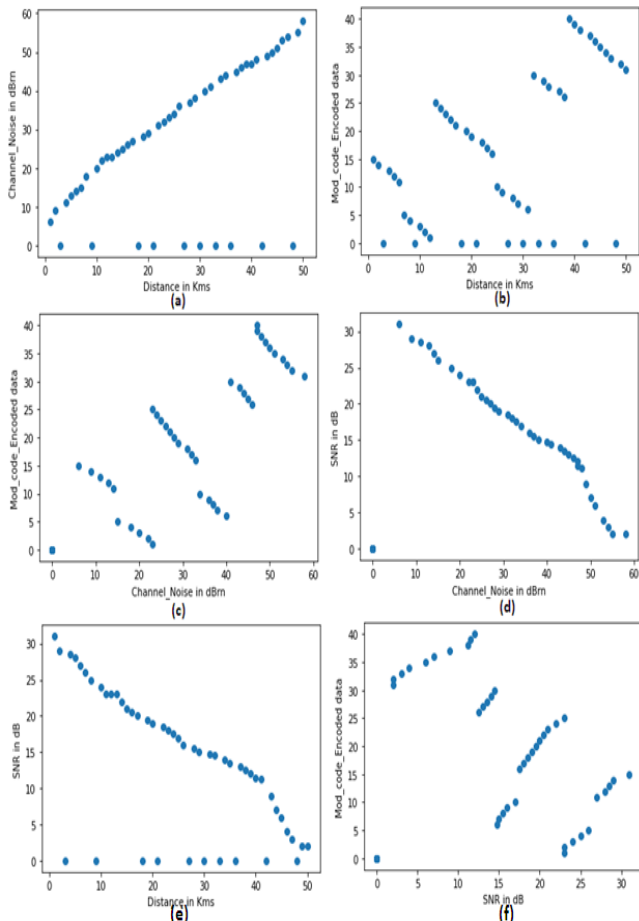 Channel_Noise in dBrn
60
50
40
30
20
10
0
0 10 20 30 40 50
Distance in Kms
(a)
Mod_code_Encoded data
40
35
30
25
20
15
10
5
0
0 10 20 30 40 50
Distance in Kms
(b)
Mod_code_Encoded data
40
35
30
25
20
15
10
5
0
0 10 20 30 40 50 60
Channel_Noise in dBrn
(c)
SNR in dB
30
25
20
15
10
5
0
0 10 20 30 40 50 60
Channel_Noise in dBrn
(d)
SNR in dB
30
25
20
15
10
5
0
0 10 20 30 40 50
Distance in Kms
(e)
Mod_code_Encoded data
40
35
30
25
20
15
10
5
0
0 5 10 15 20 25 30
SNR in dB
(f)